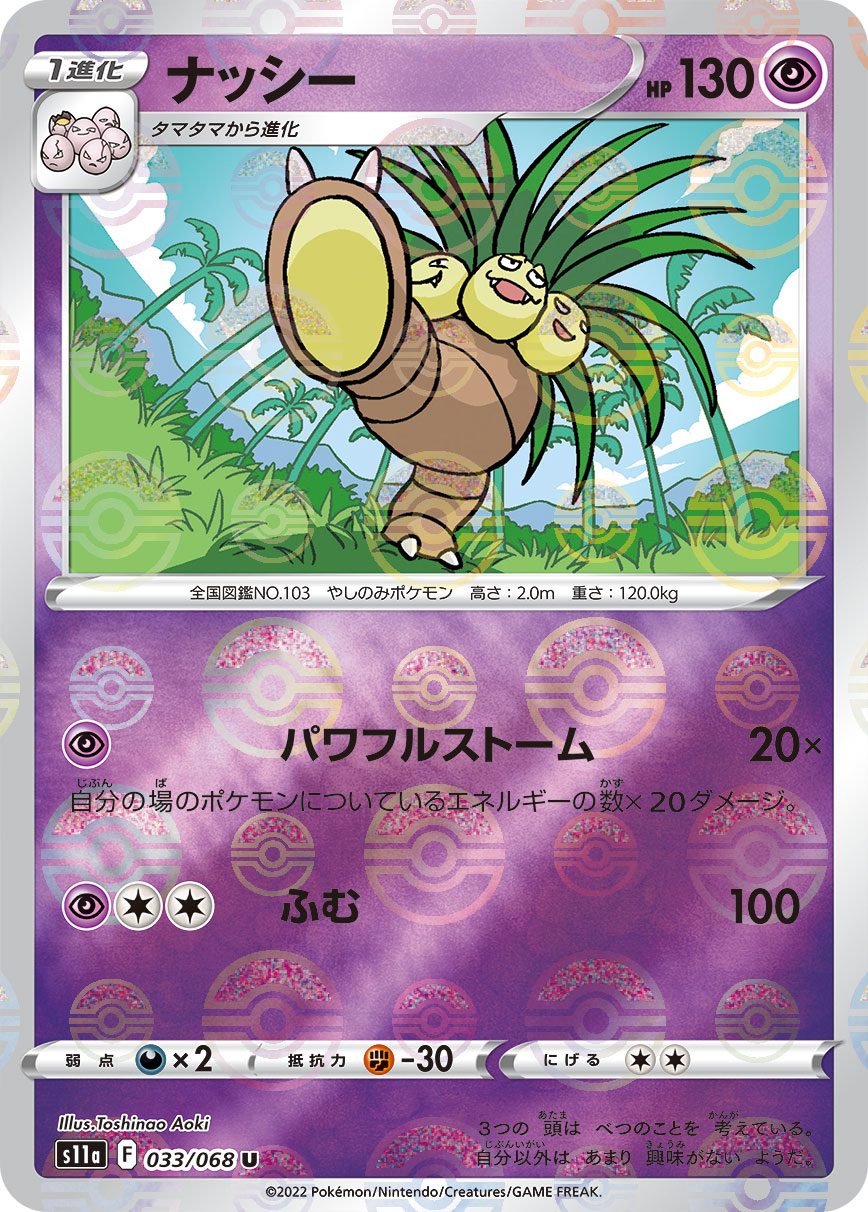 1進化
ナッシー
HP 130
タマタマから進化
全国図鑑NO.103 やしのみポケモン 高さ:2.0m 重さ:120.0kg
パワフルストーム 20×
自分の場のポケモンについているエネルギーの数×20ダメージ。
ふむ 100
弱点 ×2 抵抗力 -30 にげる
Illus.Toshinao Aoki
s11a F 033/068 U
3つの 頭は べつのことを 考えている。
自分以外は あまり 興味がない ようだ。
©2022 Pokémon/Nintendo/Creatures/GAME FREAK.